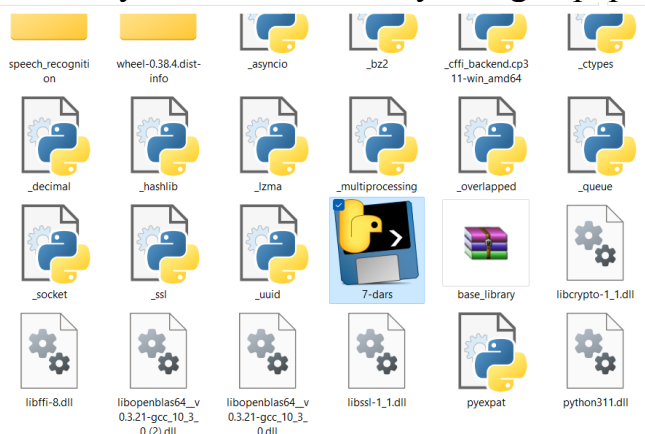 speech_recogniti
on
wheel-0.38.4.dist-
info
_asyncio
_bz2
_cffi_backend.cp3
11-win_amd64
_ctypes
_decimal
_hashlib
_lzma
_multiprocessing
_overlapped
_queue
_socket
_ssl
_uuid
7-dars
base_library
libcrypto-1_1.dll
libffi-8.dll
libopenblas64__v
0.3.21-gcc_10_3_
0 (2).dll
libopenblas64__v
0.3.21-gcc_10_3_
0.dll
libssl-1_1.dll
pyexpat
python311.dll